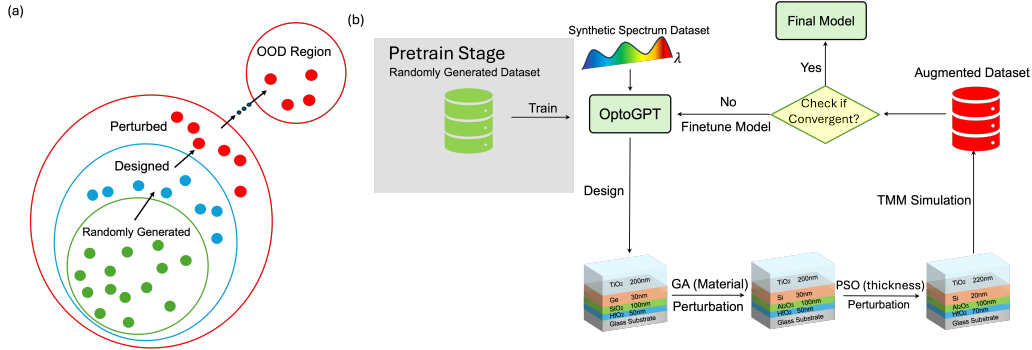 (a)
OOD Region
Perturbed
Designed
Randomly Generated
(b)
Pretrain Stage
Randomly Generated Dataset
Train
Synthetic Spectrum Dataset
λ
OptoGPT
Design
No
Finetune Model
Final Model
Yes
Check if
Convergent?
Augmented Dataset
TMM Simulation
TiO₂ 200nm
Ge 30nm
SiO₂ 100nm
HfO₂ 50nm
Glass Substrate
GA (Material)
Perturbation
TiO₂ 200nm
Si 30nm
Al₂O₃ 100nm
HfO₂ 50nm
Glass Substrate
PSO (thickness)
Perturbation
TiO₂ 220nm
Si 20nm
Al₂O₃ 100nm
HfO₂ 70nm
Glass Substrate